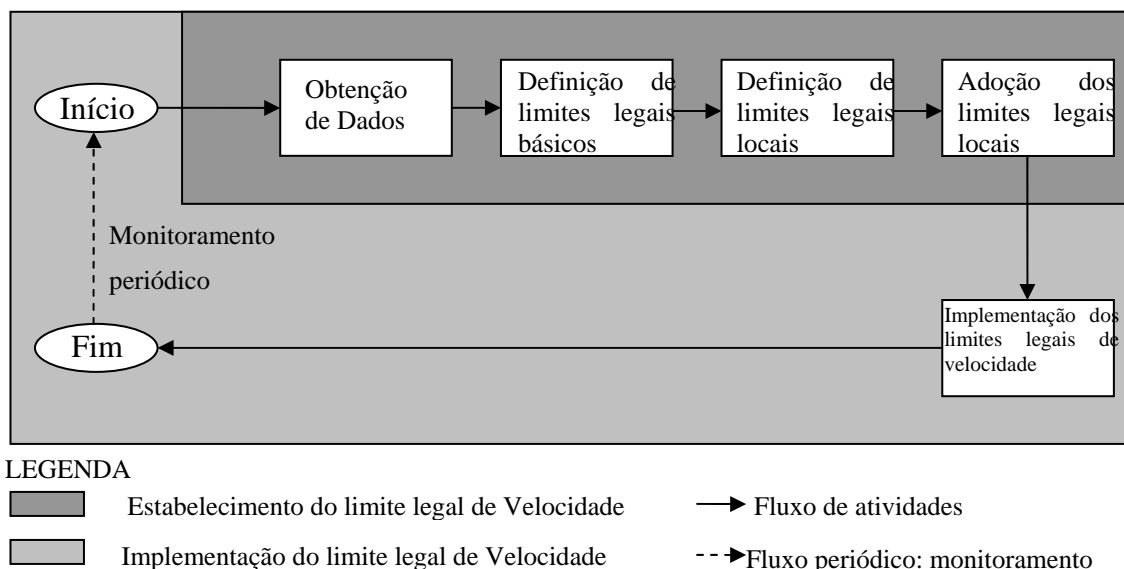 Início
Obtenção
de Dados
Definição de
limites legais
básicos
Definição de
limites legais
locais
Adoção dos
limites legais
locais
Monitoramento
periódico
Fim
Implementação dos
limites legais de
velocidade
LEGENDA
Estabelecimento do limite legal de Velocidade
Fluxo de atividades
Implementação do limite legal de Velocidade
Fluxo periódico: monitoramento